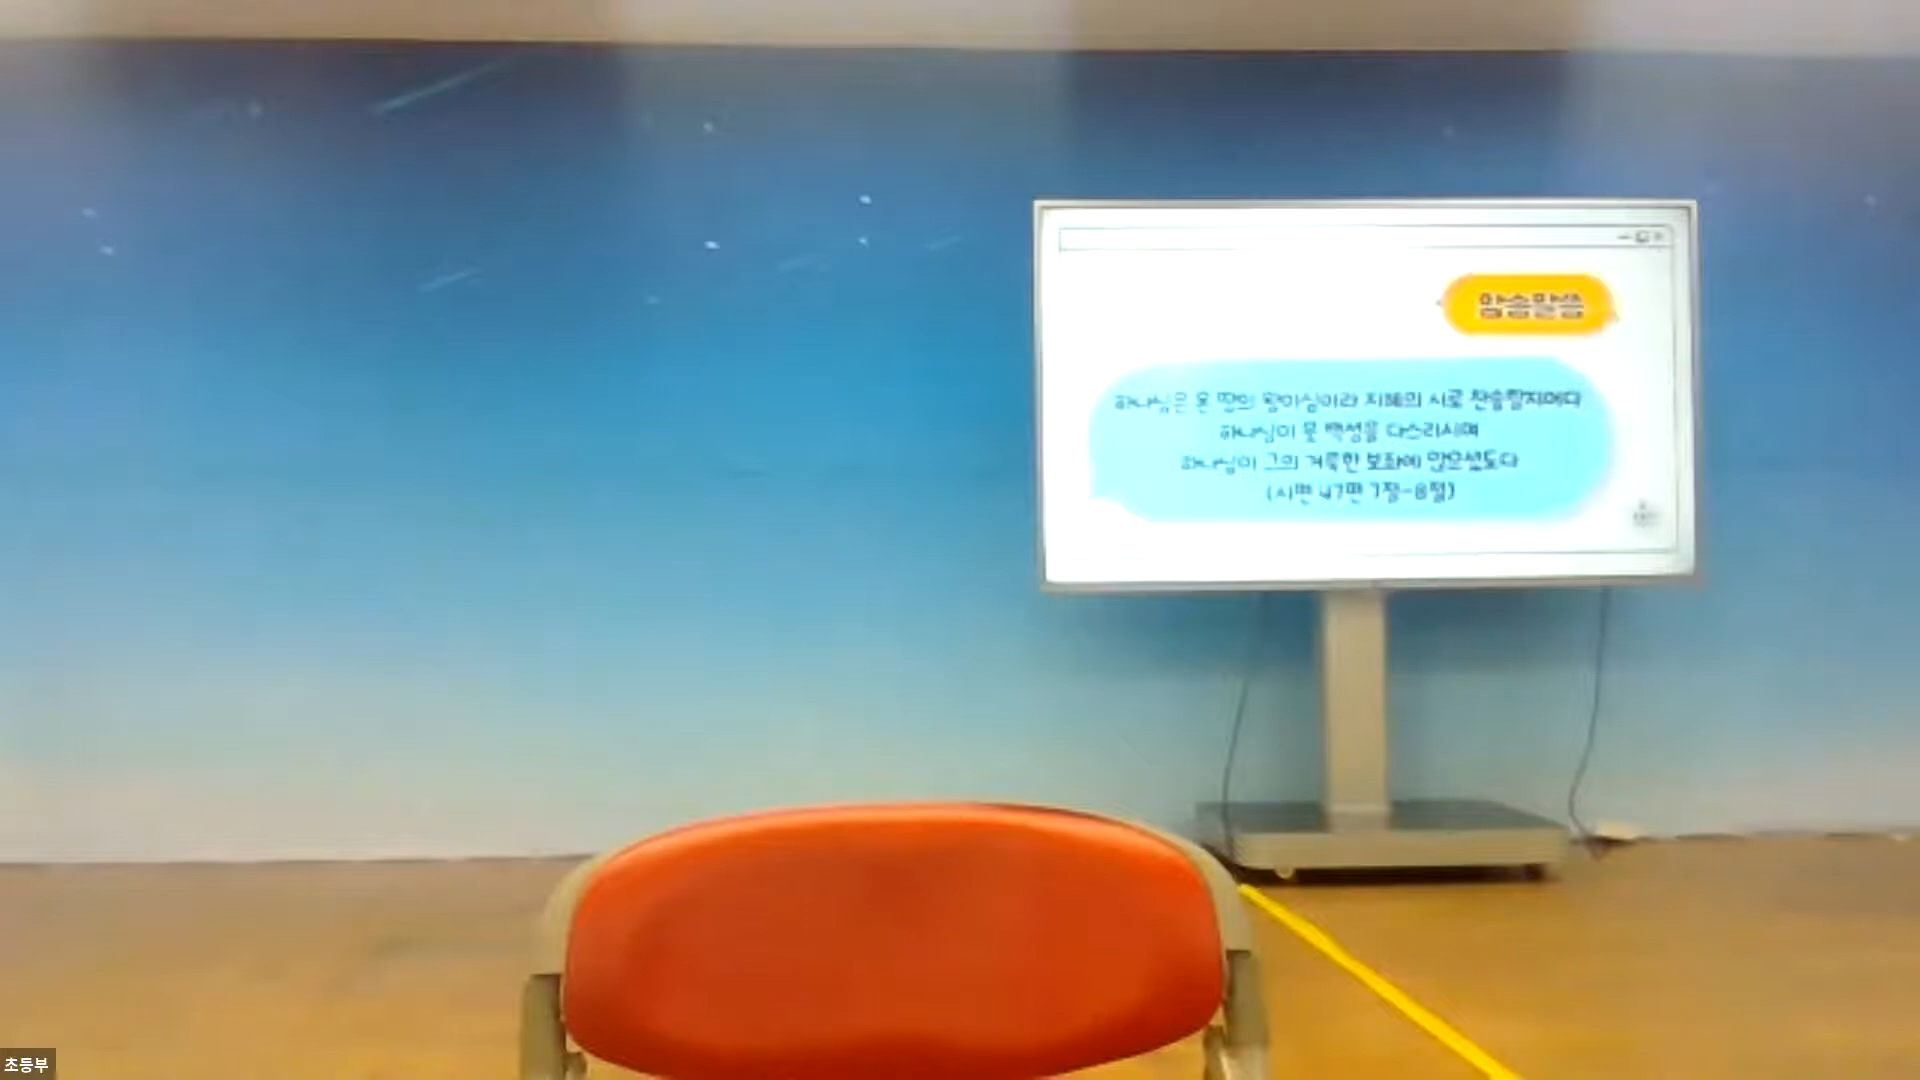 암송말씀
하나님은 온 땅의 왕이심이라 지혜의 시로 찬송할지어다
하나님이 뭇 백성을 다스리시며
하나님이 그의 거룩한 보좌에 앉으셨도다
(시편 47편 7절-8절)
초등부